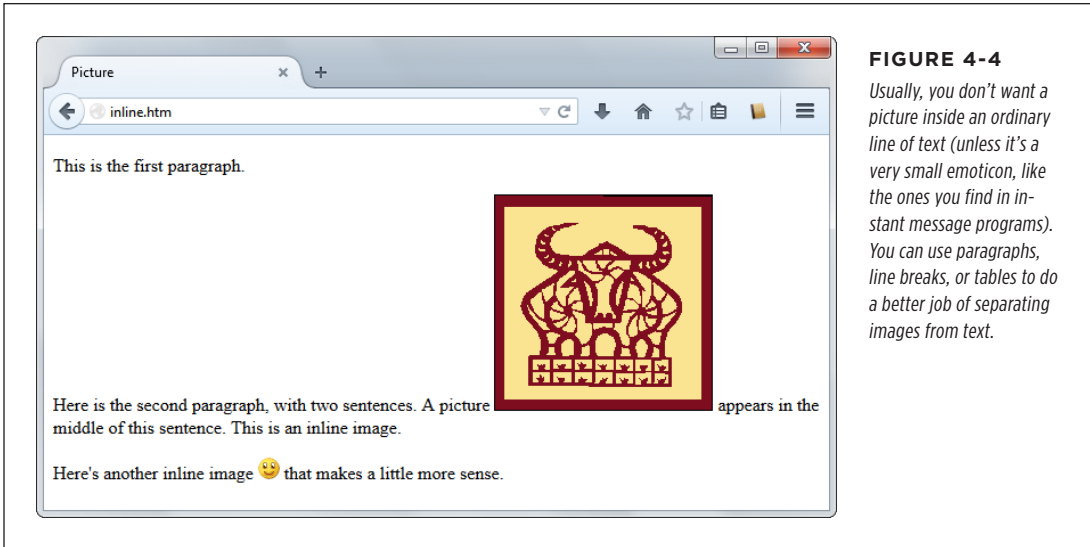 Picture
inline.htm
This is the first paragraph.
Here is the second paragraph, with two sentences. A picture appears in the
middle of this sentence. This is an inline image.
Here's another inline image that makes a little more sense.
FIGURE 4-4
Usually, you don't want a
picture inside an ordinary
line of text (unless it's a
very small emoticon, like
the ones you find in in-
stant message programs).
You can use paragraphs,
line breaks, or tables to do
a better job of separating
images from text.